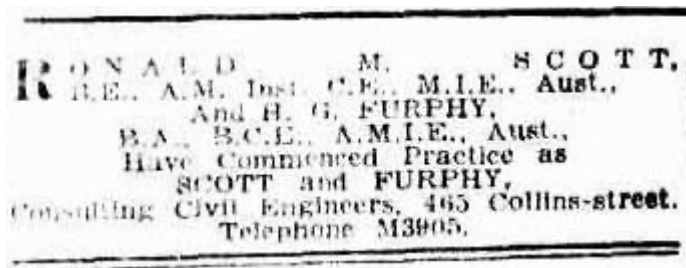 RONALD M. SCOTT,
B.E., A.M. Inst. C.E., M.I.E., Aust.,
And H. G. FURPHY,
B.A., B.C.E., A.M.I.E., Aust.,
Have Commenced Practice as
SCOTT and FURPHY,
Consulting Civil Engineers, 465 Collins-street.
Telephone M3905.